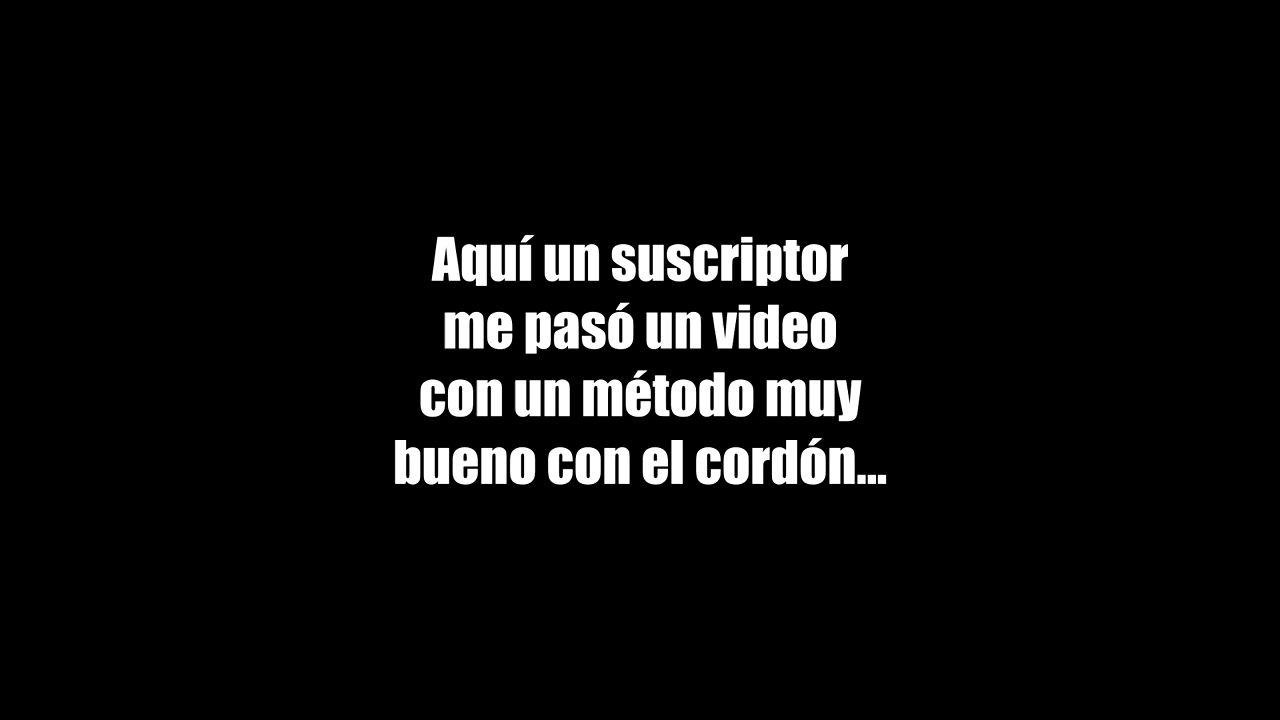 Aquí un suscriptor
me pasó un video
con un método muy
bueno con el cordón...